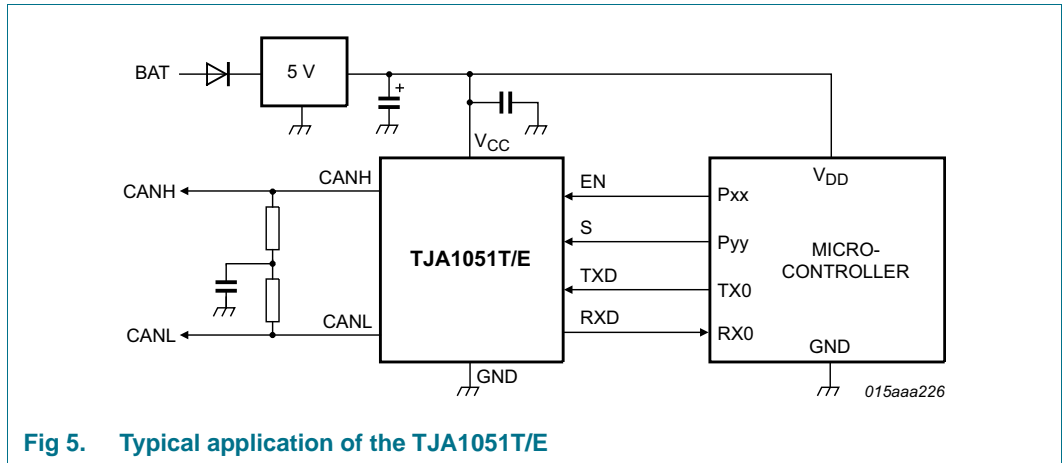 BAT
5 V
+
VCC
CANH
CANH
EN
Pxx
VDD
S
Pyy
MICRO-
CONTROLLER
TJA1051T/E
TXD
TX0
RXD
RX0
CANL
CANL
GND
GND
015aaa226
Fig 5. Typical application of the TJA1051T/E